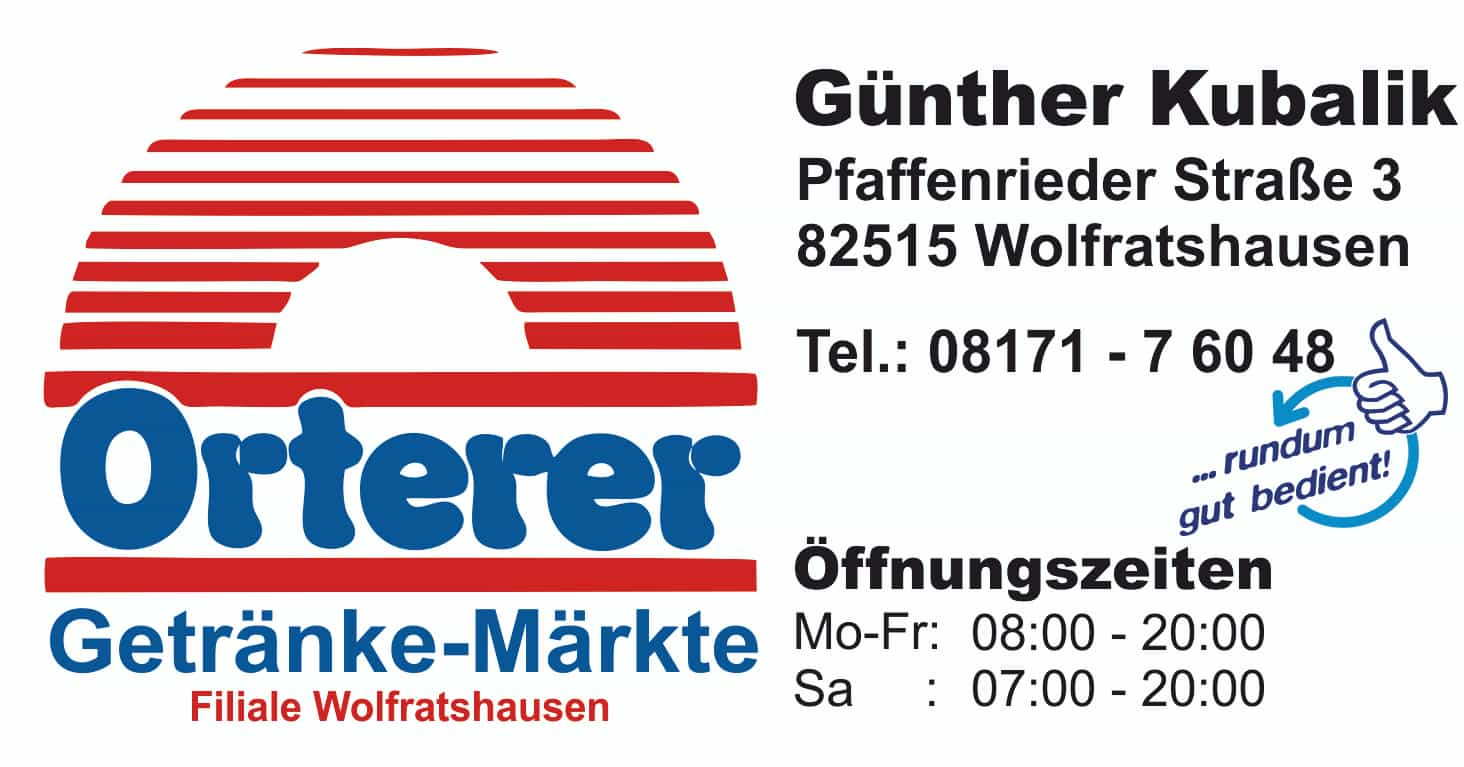 Orterer
Getränke-Märkte
Filiale Wolfratshausen
Günther Kubalik
Pfaffenrieder Straße 3
82515 Wolfratshausen
Tel.: 08171 - 7 60 48
... rundum
gut bedient!
Öffnungszeiten
Mo-Fr: 08:00 - 20:00
Sa : 07:00 - 20:00